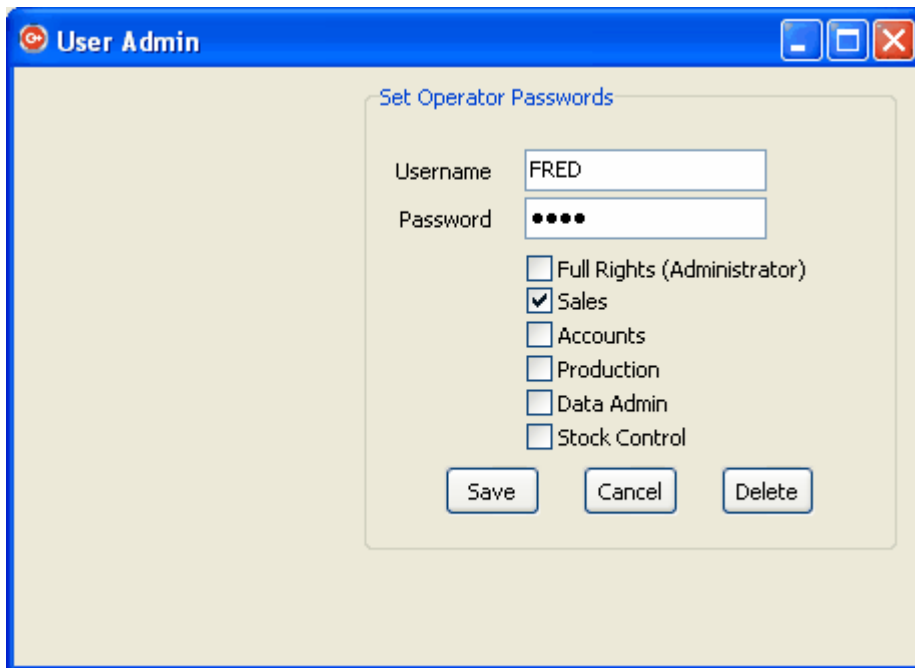 User Admin
Set Operator Passwords
Username FRED
Password ••••
Full Rights (Administrator)
Sales
Accounts
Production
Data Admin
Stock Control
Save Cancel Delete